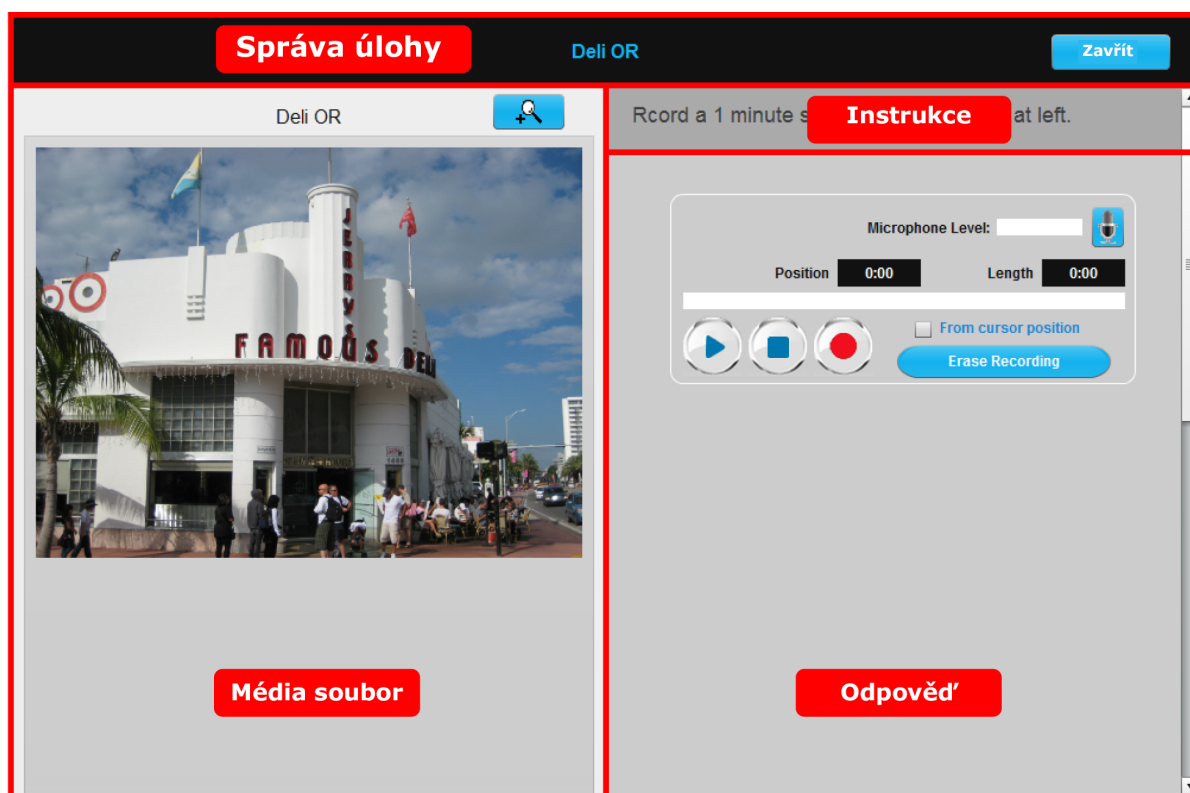 Správa úlohy
Deli OR
Zavřít
Deli OR
Rcord a 1 minute
Instrukce
at left.
JERRY'S
FAMOUS DELI
Microphone Level:
Position 0:00 Length 0:00
From cursor position
Erase Recording
Média soubor
Odpověď